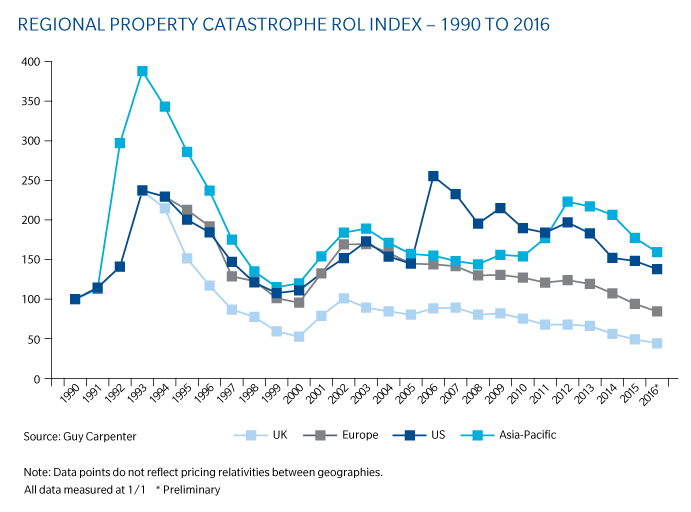 REGIONAL PROPERTY CATASTROPHE ROL INDEX – 1990 TO 2016
400
350
300
250
200
150
100
50
0
1990 1991 1992 1993 1994 1995 1996 1997 1998 1999 2000 2001 2002 2003 2004 2005 2006 2007 2008 2009 2010 2011 2012 2013 2014 2015 2016*
Source: Guy Carpenter UK Europe US Asia-Pacific
Note: Data points do not reflect pricing relativities between geographies.
All data measured at 1/1 * Preliminary